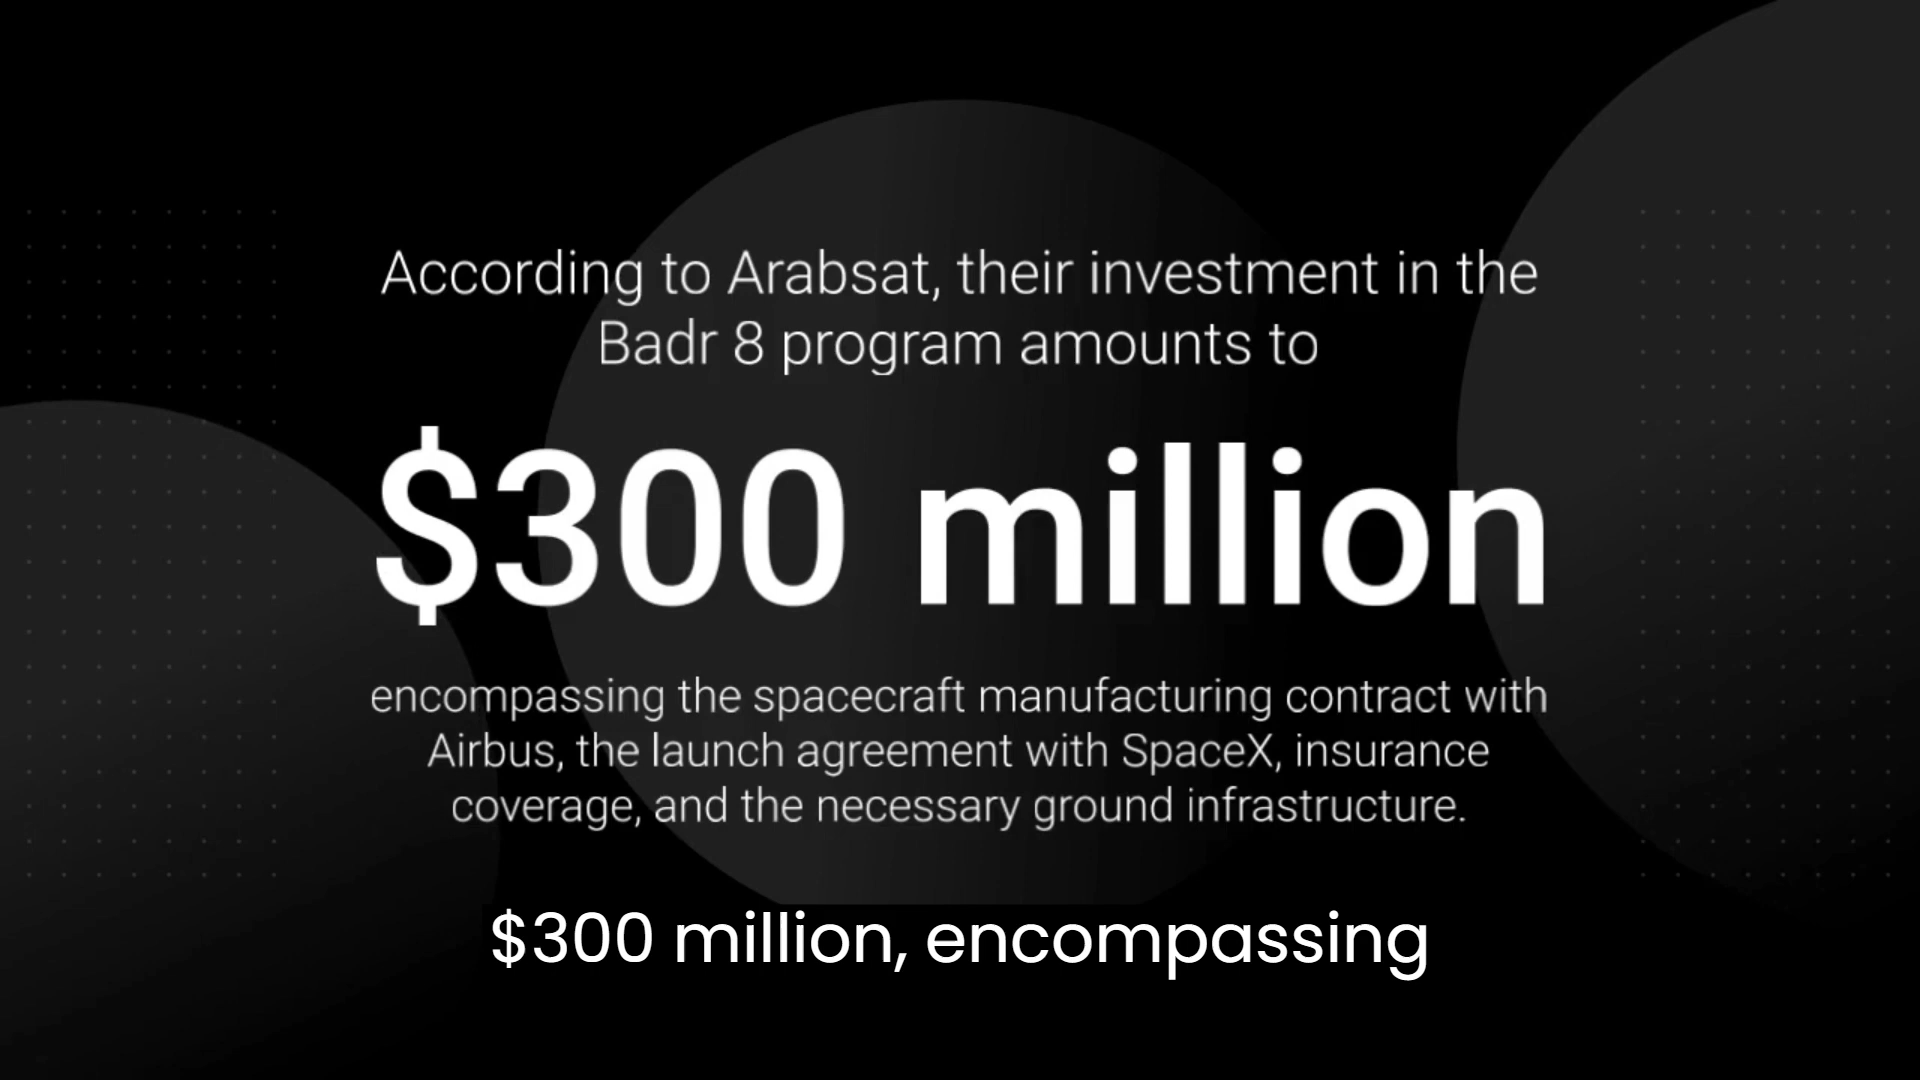 According to Arabsat, their investment in the
Badr 8 program amounts to
$300 million
encompassing the spacecraft manufacturing contract with
Airbus, the launch agreement with SpaceX, insurance
coverage, and the necessary ground infrastructure.
$300 million, encompassing